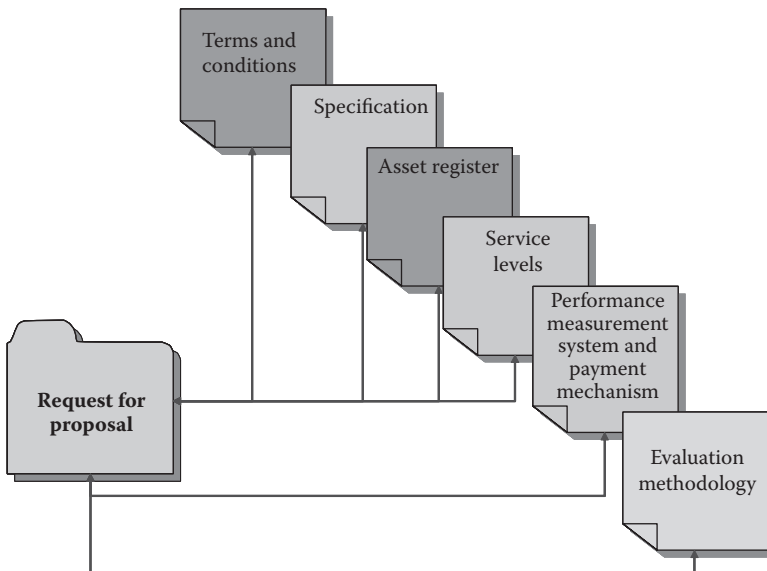 Terms and
conditions
Specification
Asset register
Service
levels
Performance
measurement
system and
payment
mechanism
Request for
proposal
Evaluation
methodology